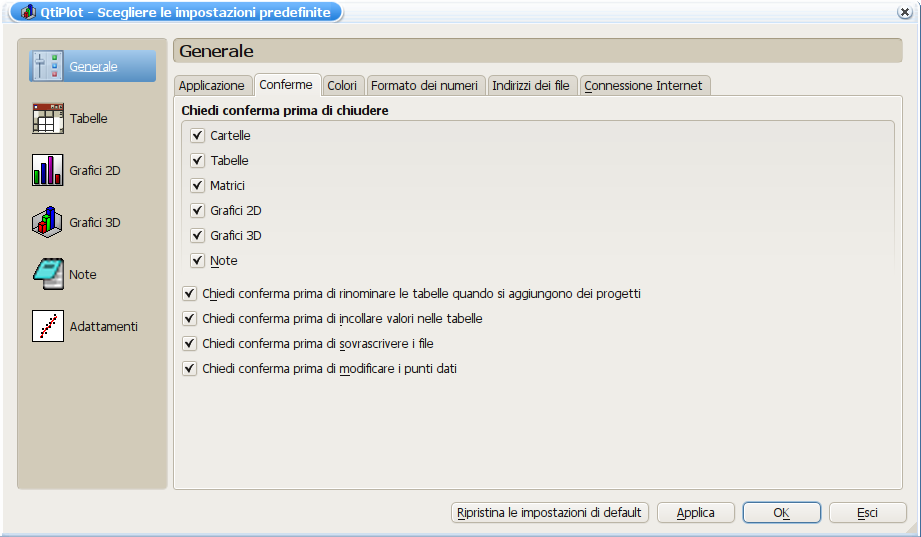 QtiPlot - Scegliere le impostazioni predefinite
Generale
Tabelle
Grafici 2D
Grafici 3D
Note
Adattamenti
Generale
Applicazione
Conferme
Colori
Formato dei numeri
Indirizzi dei file
Connessione Internet
Chiedi conferma prima di chiudere
Cartelle
Tabelle
Matrici
Grafici 2D
Grafici 3D
Note
Chiedi conferma prima di rinominare le tabelle quando si aggiungono dei progetti
Chiedi conferma prima di incollare valori nelle tabelle
Chiedi conferma prima di sovrascrivere i file
Chiedi conferma prima di modificare i punti dati
Ripristina le impostazioni di default
Applica
OK
Esci